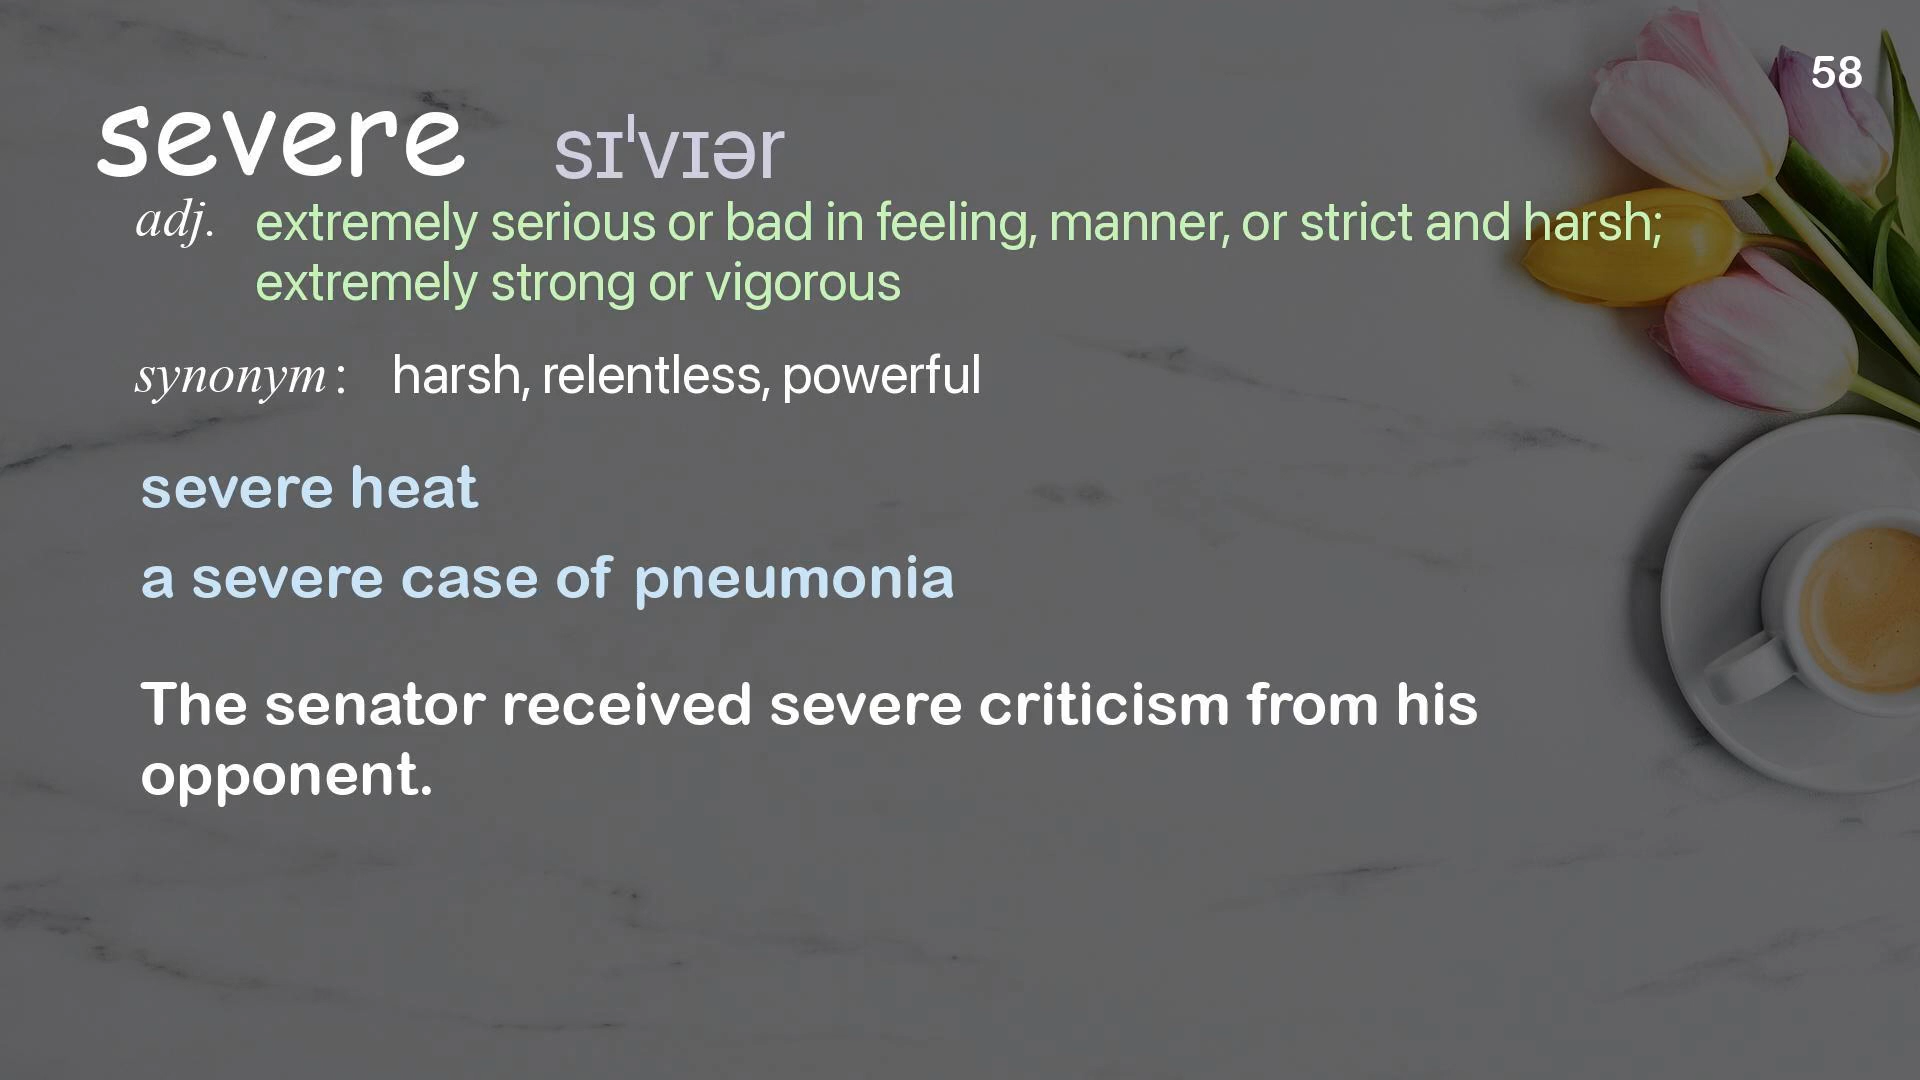 58
severe sɪˈvɪər
adj. extremely serious or bad in feeling, manner, or strict and harsh;
extremely strong or vigorous
synonym: harsh, relentless, powerful
severe heat
a severe case of pneumonia
The senator received severe criticism from his
opponent.